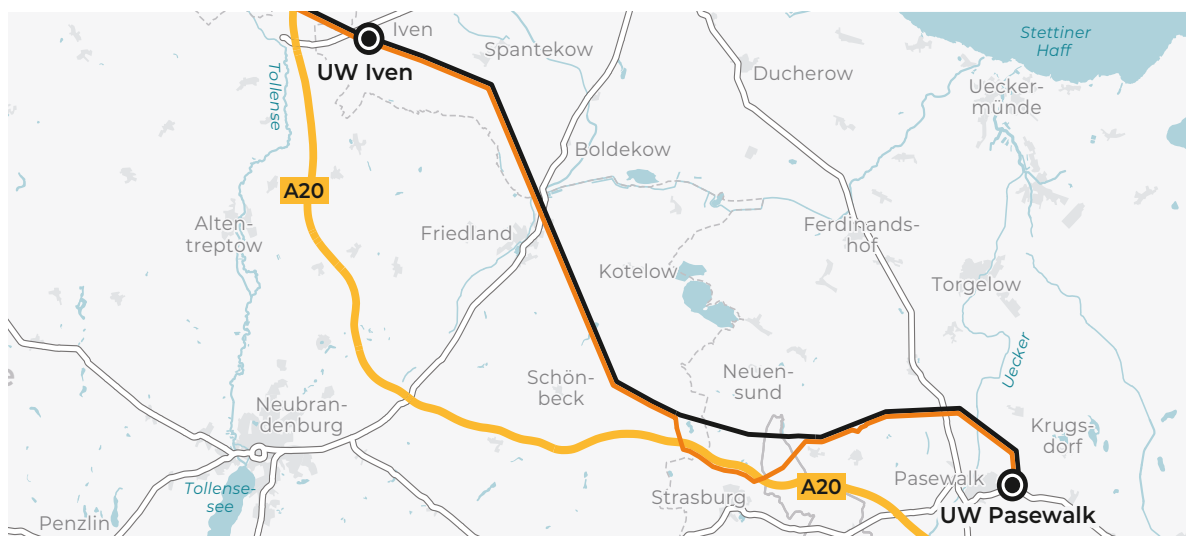 Iven
Spantekow
Stettiner
Haff
UW Iven
Ducherow
Uecker-
münde
Tollense
Boldekow
A20
Alten-
treptow
Friedland
Ferdinands-
hof
Kotelow
Torgelow
Uecker
Schön-
beck
Neuen-
sund
Neubran-
denburg
Krugs-
dorf
Pasewalk
A20
Tollense-
see
Strasburg
UW Pasewalk
Penzlin